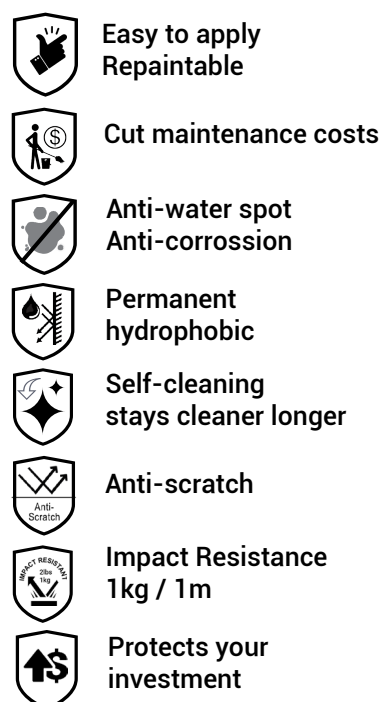 Easy to apply
Repaintable
$
Cut maintenance costs
Anti-water spot
Anti-corrossion
Permanent
hydrophobic
Self-cleaning
stays cleaner longer
Anti-
Scratch
Anti-scratch
IMPACT RESISTANT
2lbs
1kg
Impact Resistance
1kg / 1m
$
Protects your
investment